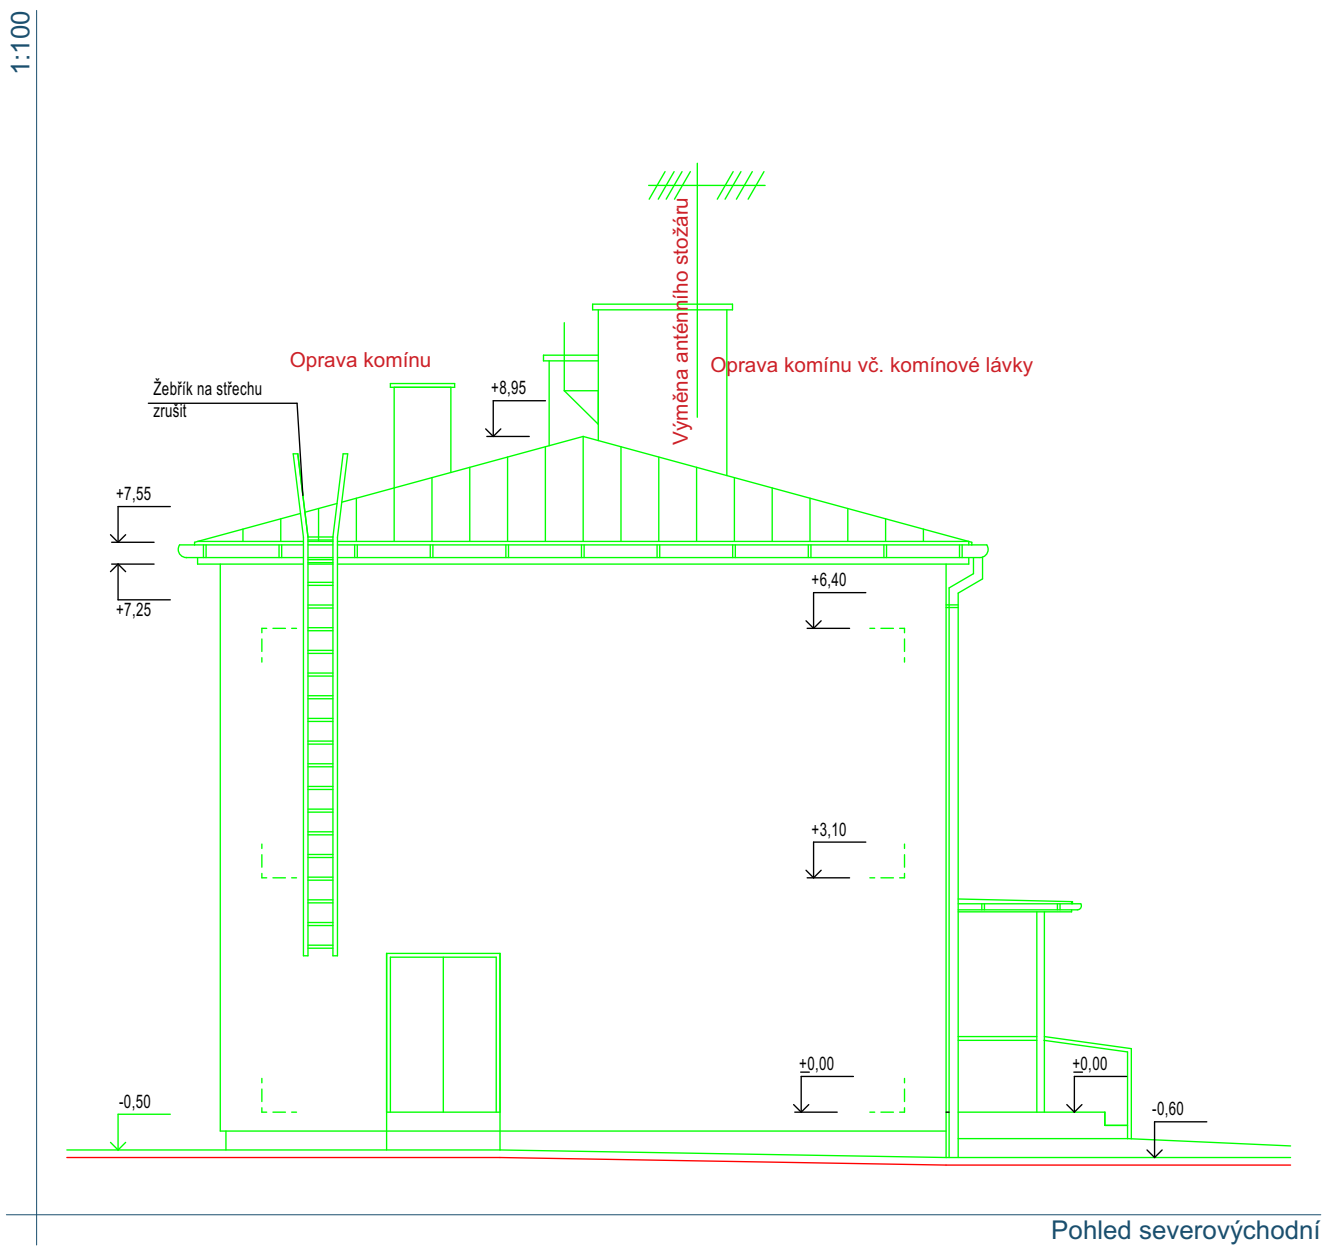 1:100
Výměna anténního stožáru
Oprava komínu
Oprava komínu vč. komínové lávky
Žebřík na střechu
zrušit
+8,95
+7,55
+7,25
+6,40
+3,10
±0,00
±0,00
-0,50
-0,60
Pohled severovýchodní